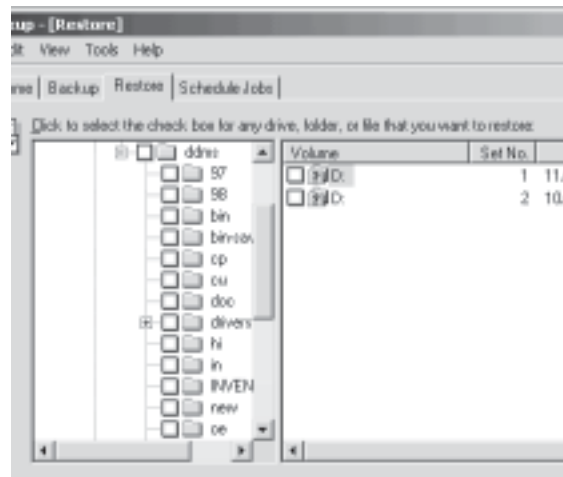 up - [Restore]
dit View Tools Help
me Backup Restore Schedule Jobs
Click to select the check box for any drive, folder, or file that you want to restore:
ddms
97
98
bin
bin-sav
cp
cu
doc
drivers
hi
in
INVEN
new
oe
Volume Set No.
D: 1 11/
D: 2 10/